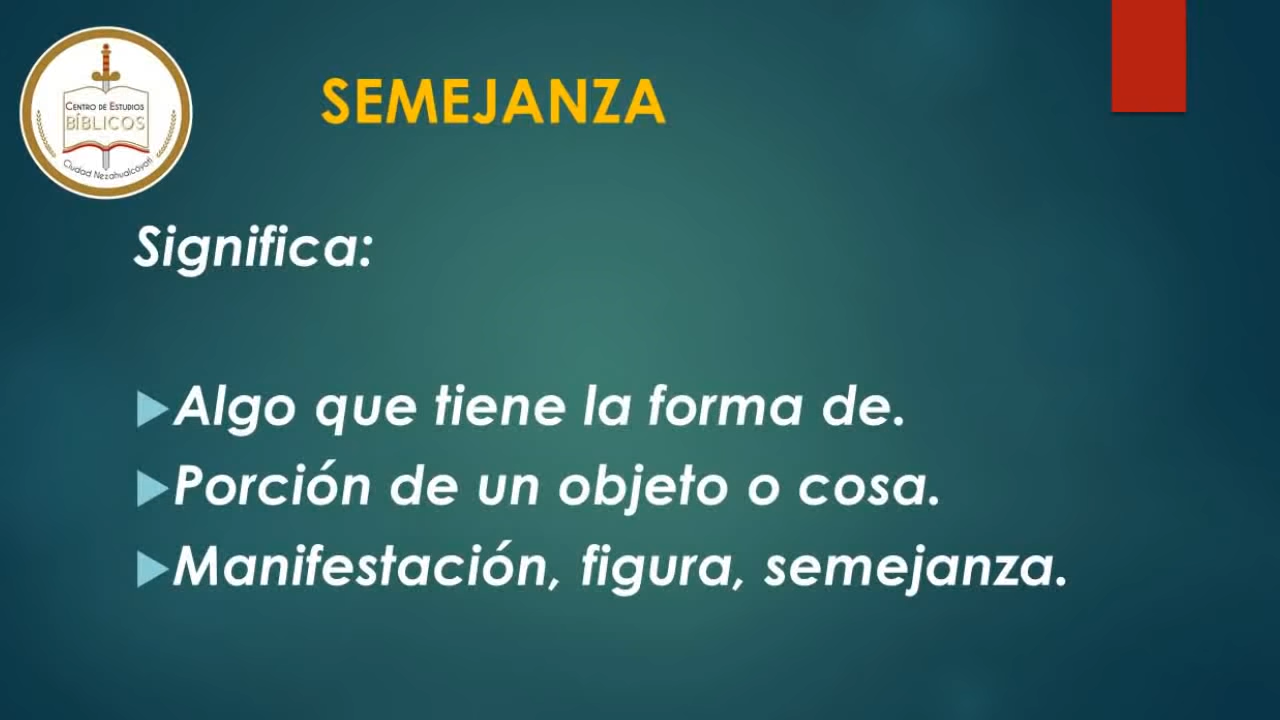 CENTRO DE ESTUDIOS
BÍBLICOS
Ciudad Nezahualcóyotl
SEMEJANZA
Significa:
Algo que tiene la forma de.
Porción de un objeto o cosa.
Manifestación, figura, semejanza.